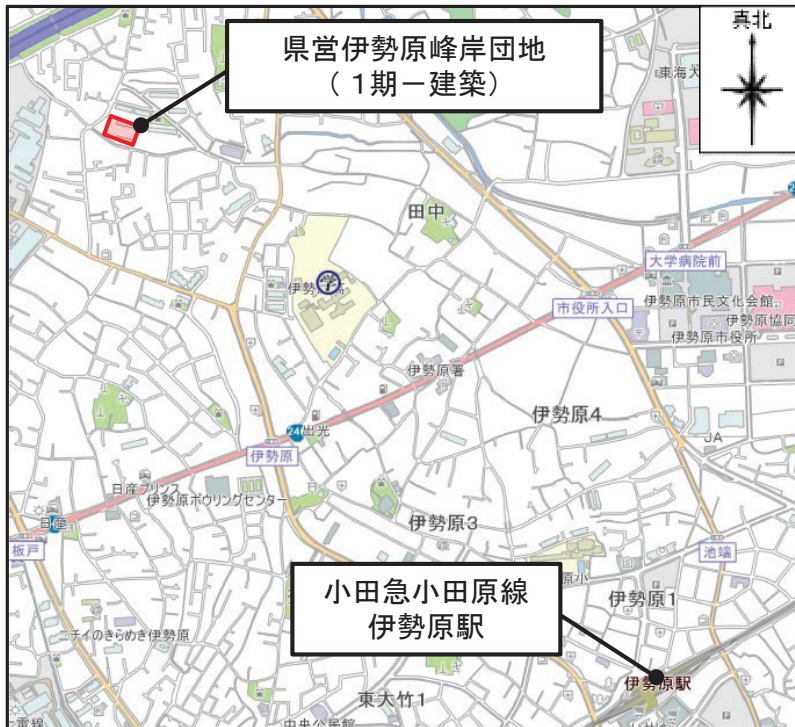 真北
県営伊勢原峰岸団地
（１期－建築）
東海大
田中
学
大学病院前
市役所入口
伊勢原市民文化会館
伊勢原協同
伊勢原市役所
伊勢原署
伊勢原4
JA
出光
伊勢原
日産プリンス
伊勢原ボウリングセンター
伊勢原3
板戸
池端
小田急小田原線
伊勢原駅
伊勢原1
チイのきらめき伊勢原
伊勢原駅
東大竹1
中央公民館